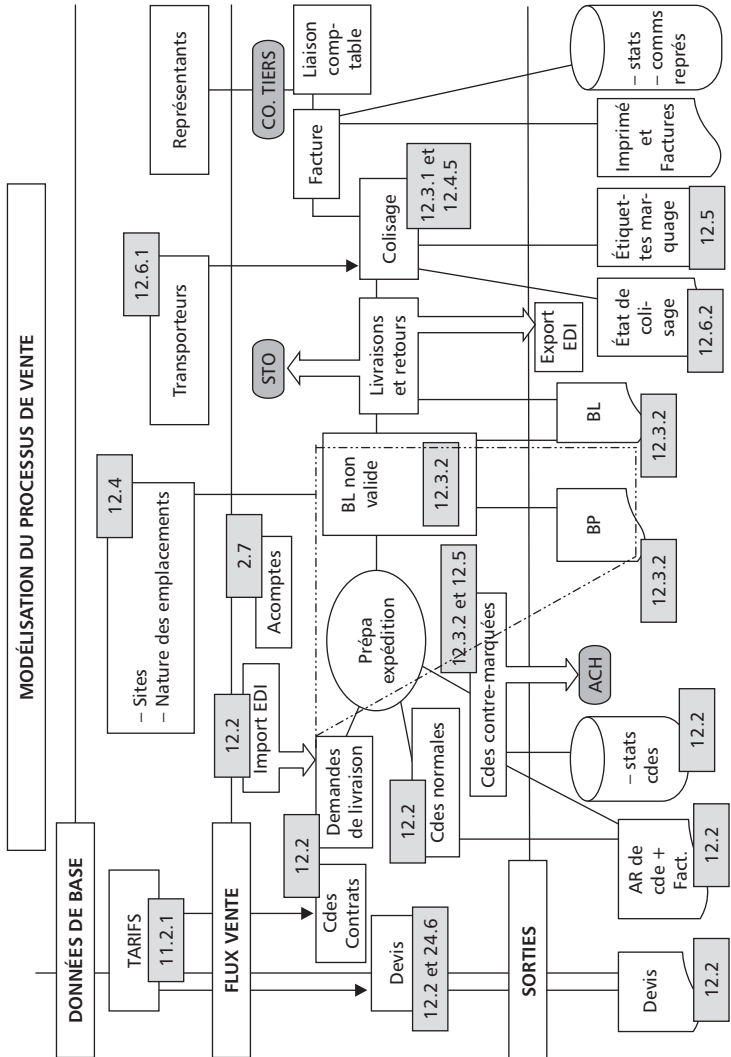 MODÉLISATION DU PROCESSUS DE VENTE
DONNÉES DE BASE
TARIFS
11.2.1
– Sites
– Nature des emplacements
12.4
Transporteurs
12.6.1
Représentants
FLUX VENTE
12.2
Import EDI
2.7
Acomptes
STO
CO. TIERS
Cdes
Contrats
12.2
Demandes
de livraison
Devis
12.2 et 24.6
12.2
Cdes normales
Prépa
expédition
12.3.2 et 12.5
Cdes contre-marquées
BL non
valide
12.3.2
Livraisons
et retours
Colisage
12.3.1 et
12.4.5
Facture
Liaison
comp-
table
SORTIES
ACH
Export
EDI
Devis
12.2
AR de
cde +
Fact.
12.2
– stats
cdes
12.2
BP
12.3.2
BL
12.3.2
État de
coli-
sage
12.6.2
Étiquet-
tes mar-
quage
12.5
Imprimé
et
Factures
– stats
– comms
représ